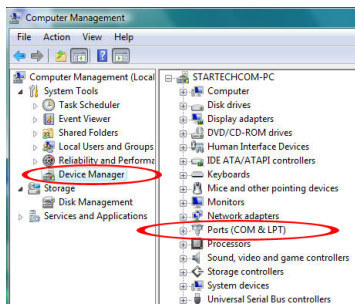 Computer Management
File Action View Help
Computer Management (Local
System Tools
Task Scheduler
Event Viewer
Shared Folders
Local Users and Groups
Reliability and Performa
Device Manager
Storage
Disk Management
Services and Applications
STARTECHCOM-PC
Computer
Disk drives
Display adapters
DVD/CD-ROM drives
Human Interface Devices
IDE ATA/ATAPI controllers
Keyboards
Mice and other pointing devices
Monitors
Network adapters
Ports (COM & LPT)
Processors
Sound, video and game controllers
Storage controllers
System devices
Universal Serial Bus controllers